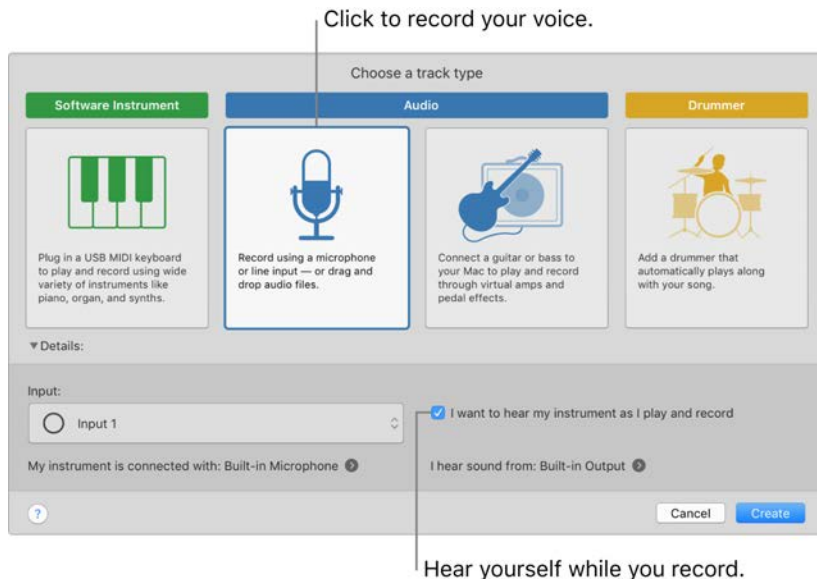 Click to record your voice.
Choose a track type
Software Instrument
Audio
Drummer
Plug in a USB MIDI keyboard
to play and record using wide
variety of instruments like
piano, organ, and synths.
Record using a microphone
or line input — or drag and
drop audio files.
Connect a guitar or bass to
your Mac to play and record
through virtual amps and
pedal effects.
Add a drummer that
automatically plays along
with your song.
Details:
Input:
Input 1
I want to hear my instrument as I play and record
My instrument is connected with: Built-in Microphone
I hear sound from: Built-in Output
?
Cancel
Create
Hear yourself while you record.